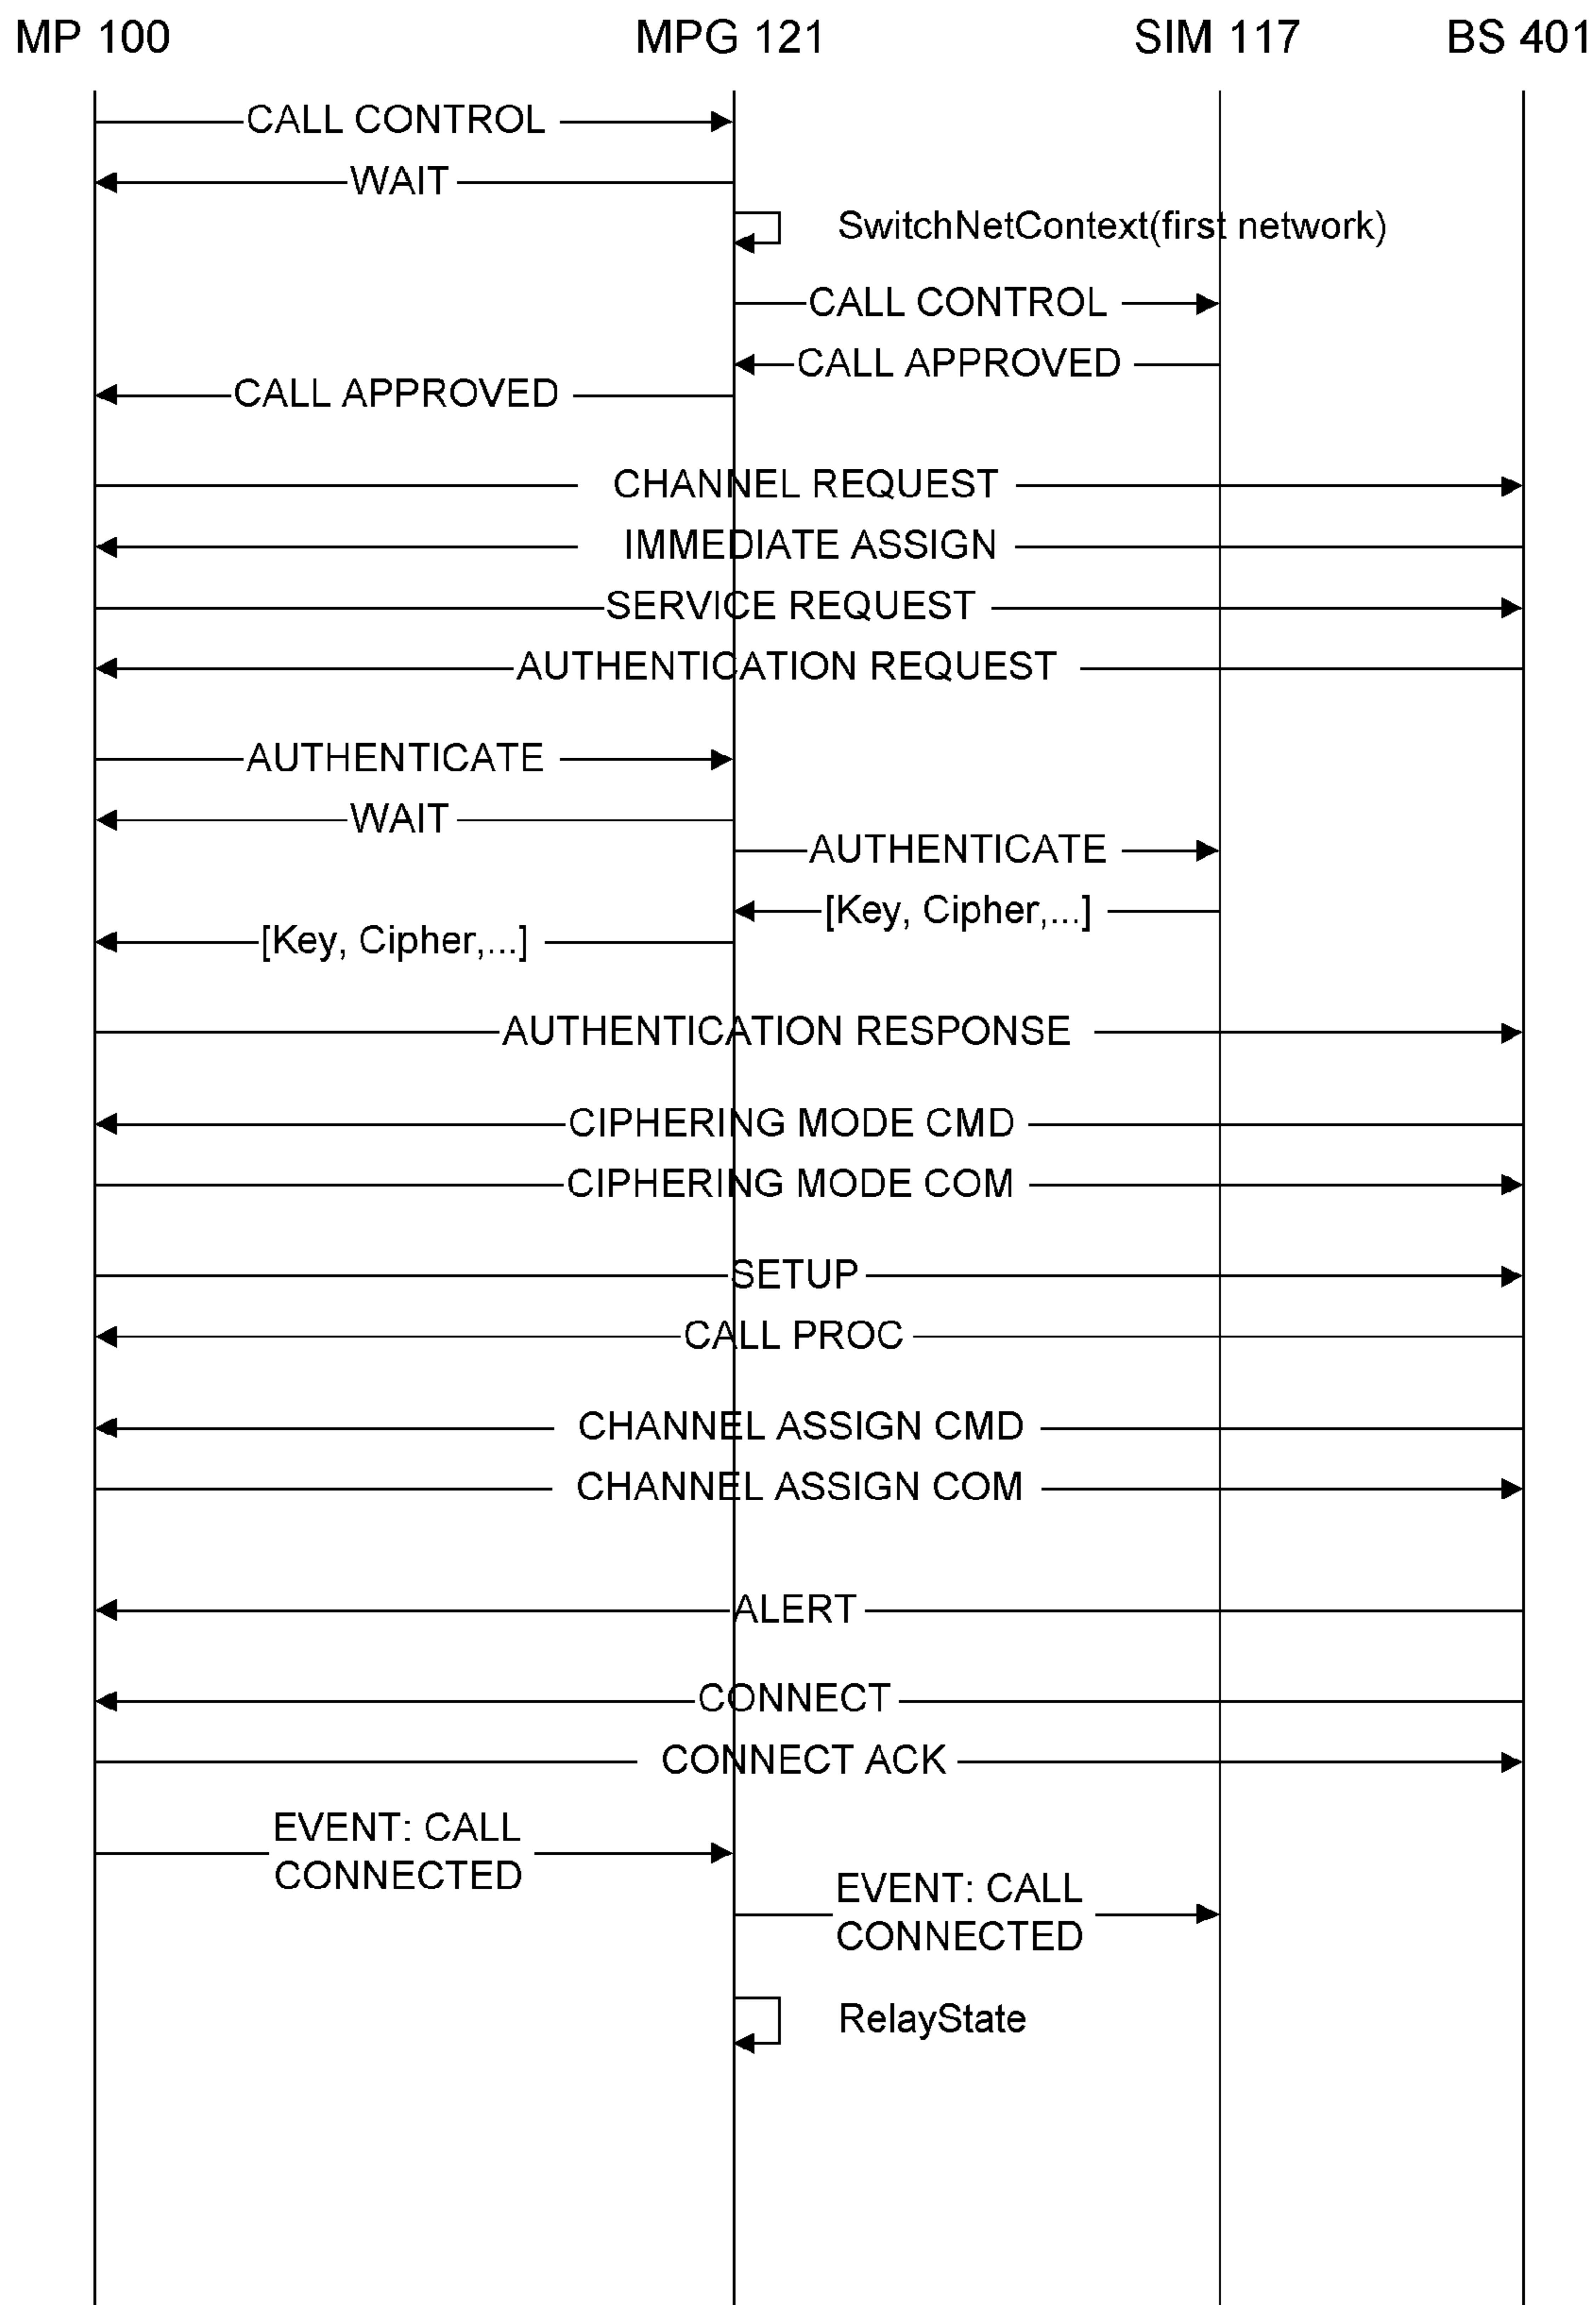 MP 100 MPG 121 SIM 117 BS 401
CALL CONTROL
WAIT
SwitchNetContext(first network)
CALL CONTROL
CALL APPROVED
CALL APPROVED
CHANNEL REQUEST
IMMEDIATE ASSIGN
SERVICE REQUEST
AUTHENTICATION REQUEST
AUTHENTICATE
WAIT
AUTHENTICATE
[Key, Cipher,...]
[Key, Cipher,...]
AUTHENTICATION RESPONSE
CIPHERING MODE CMD
CIPHERING MODE COM
SETUP
CALL PROC
CHANNEL ASSIGN CMD
CHANNEL ASSIGN COM
ALERT
CONNECT
CONNECT ACK
EVENT: CALL
CONNECTED
EVENT: CALL
CONNECTED
RelayState